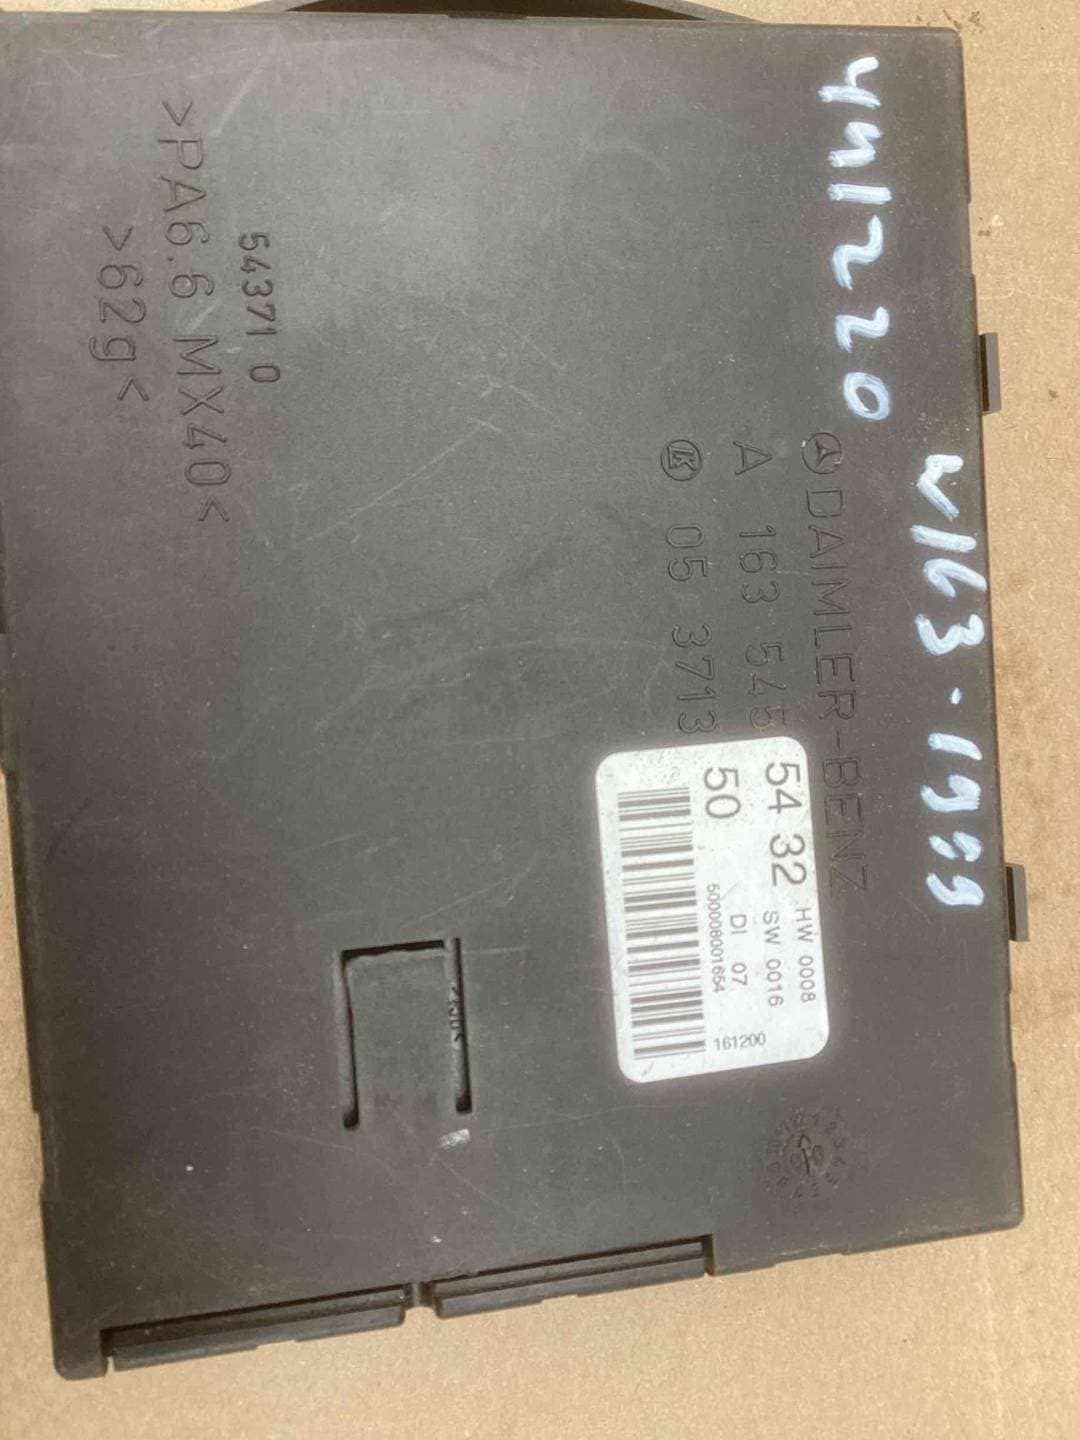 441220
W163-1999
DAIMLER-BENZ
A 163 545
K 05 3713
54 32
50
HW 0008
SW 0016
DI 07
500008001654
161200
54371 0
>PA6.6 MX40<
>62g<